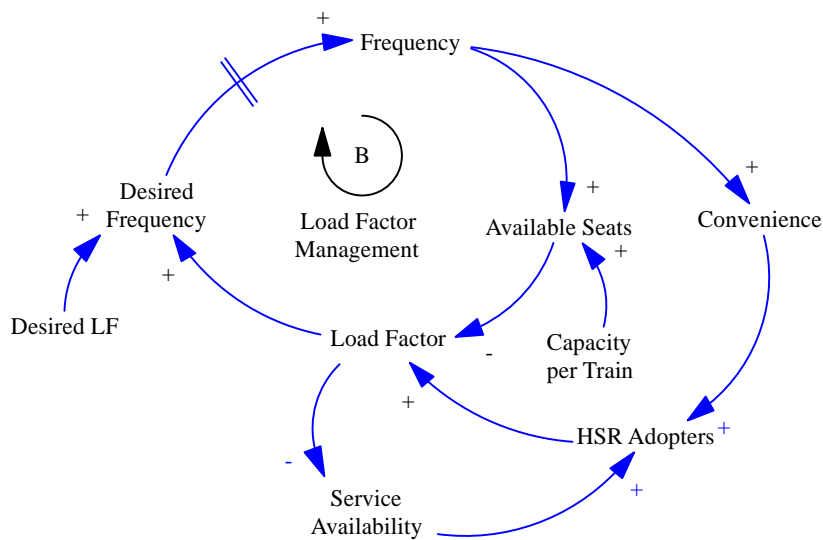 +
Frequency
B
+
Desired
Frequency
+
+
Convenience
Load Factor
Management
Available Seats
+
+
Desired LF
Load Factor
-
Capacity
per Train
+
HSR Adopters
+
-
Service
Availability
+